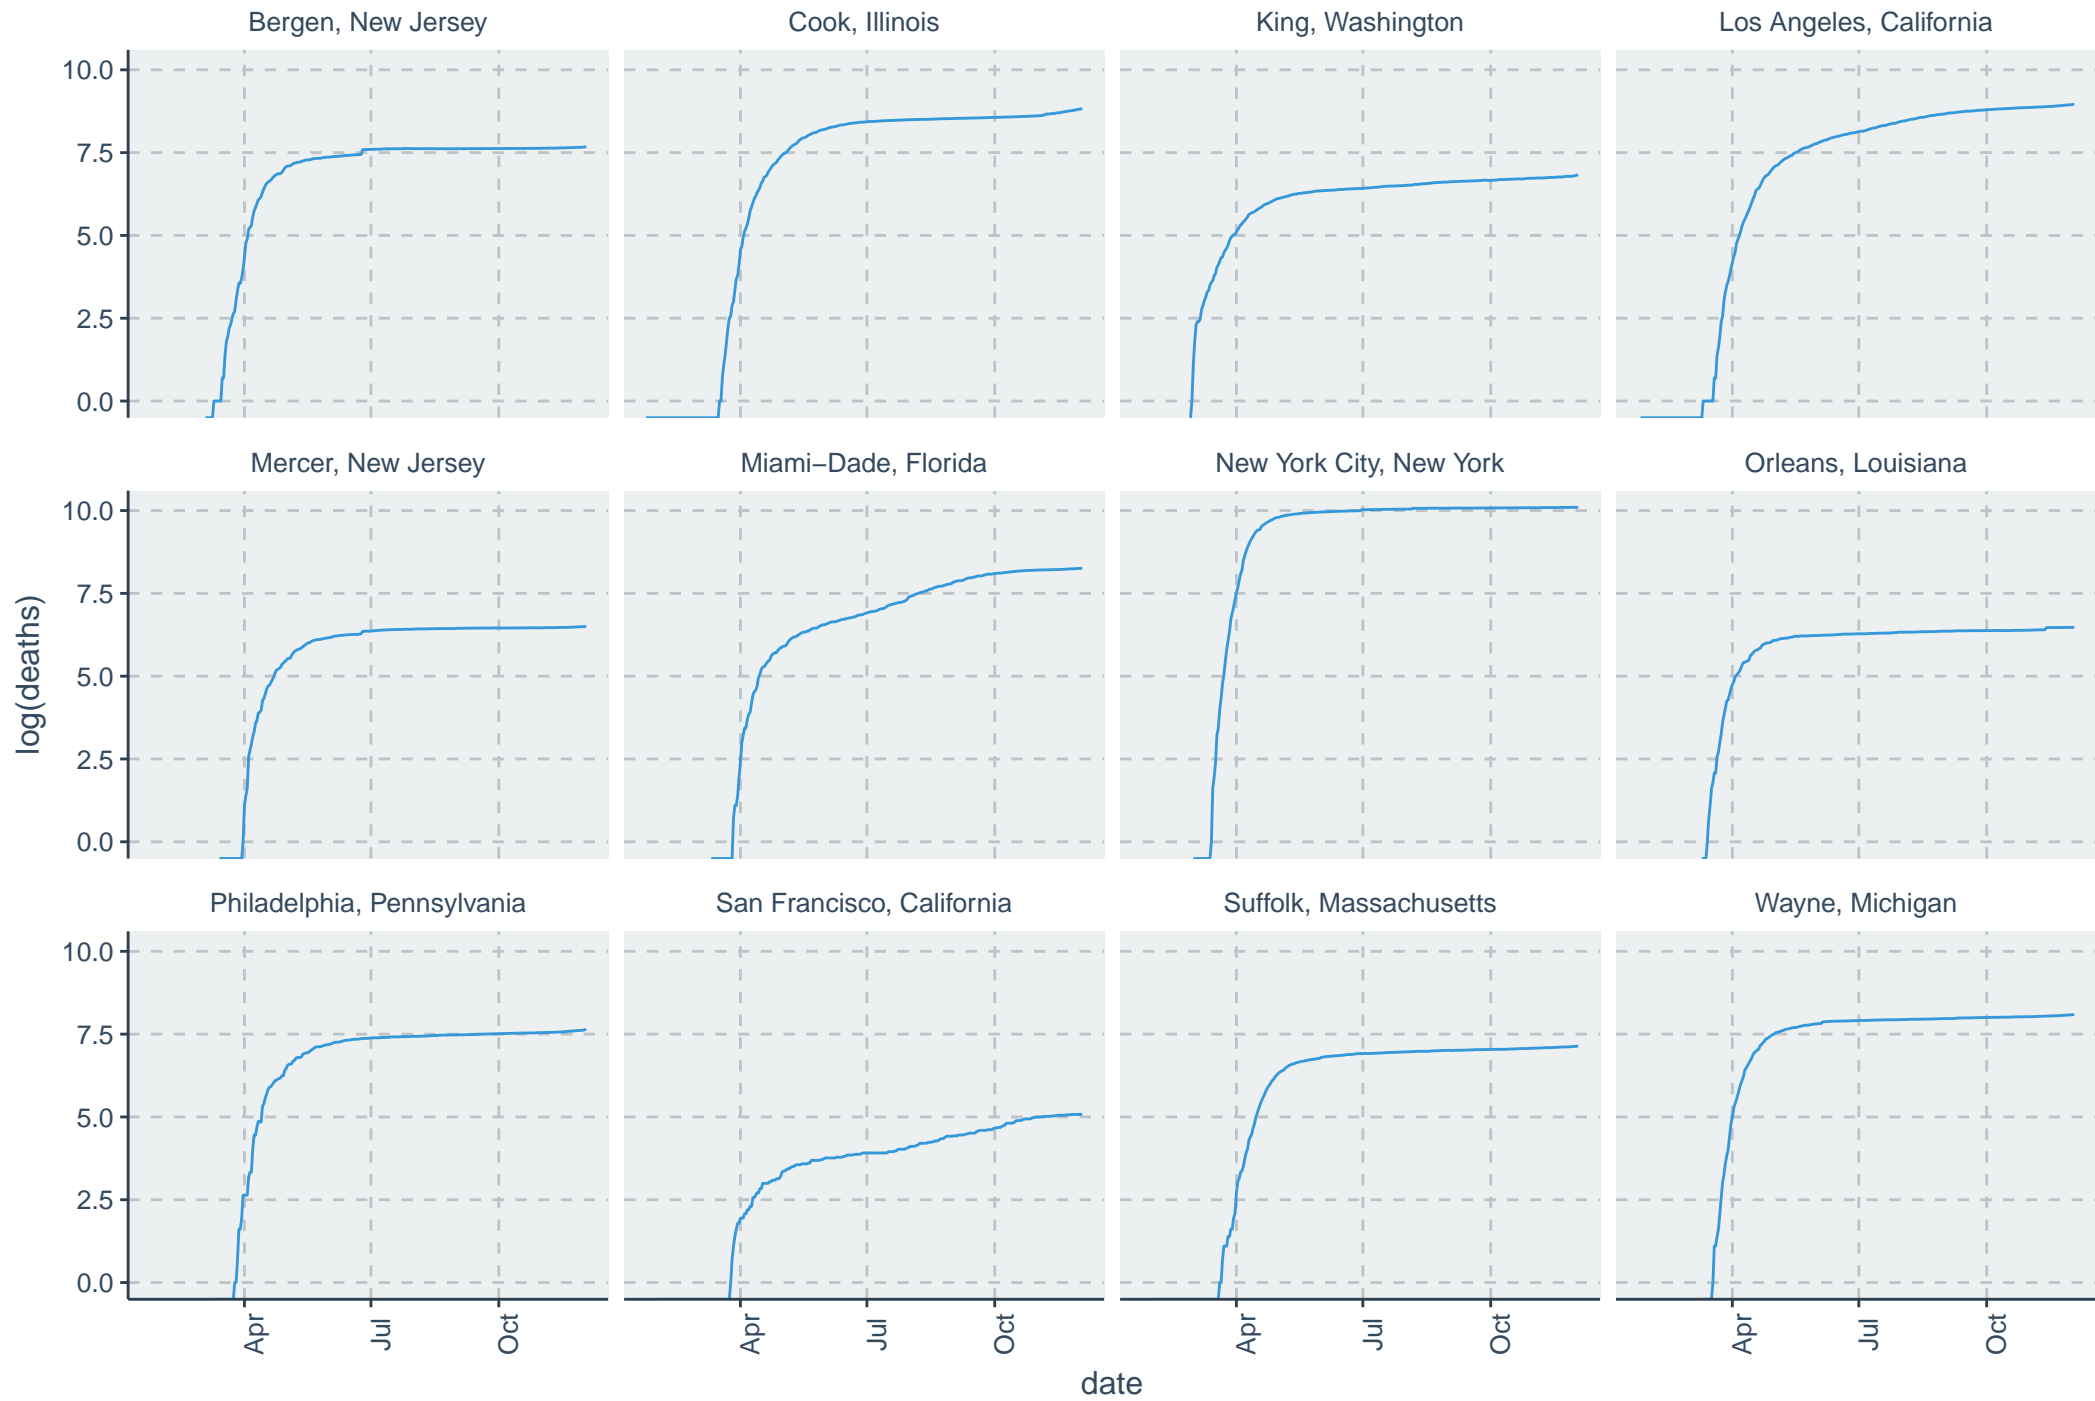 Bergen, New Jersey
Cook, Illinois
King, Washington
Los Angeles, California
10.0
7.5
5.0
2.5
0.0
Mercer, New Jersey
Miami−Dade, Florida
New York City, New York
Orleans, Louisiana
10.0
7.5
5.0
2.5
0.0
log(deaths)
Philadelphia, Pennsylvania
San Francisco, California
Suffolk, Massachusetts
Wayne, Michigan
10.0
7.5
5.0
2.5
0.0
Apr Jul Oct
Apr Jul Oct
Apr Jul Oct
Apr Jul Oct
date